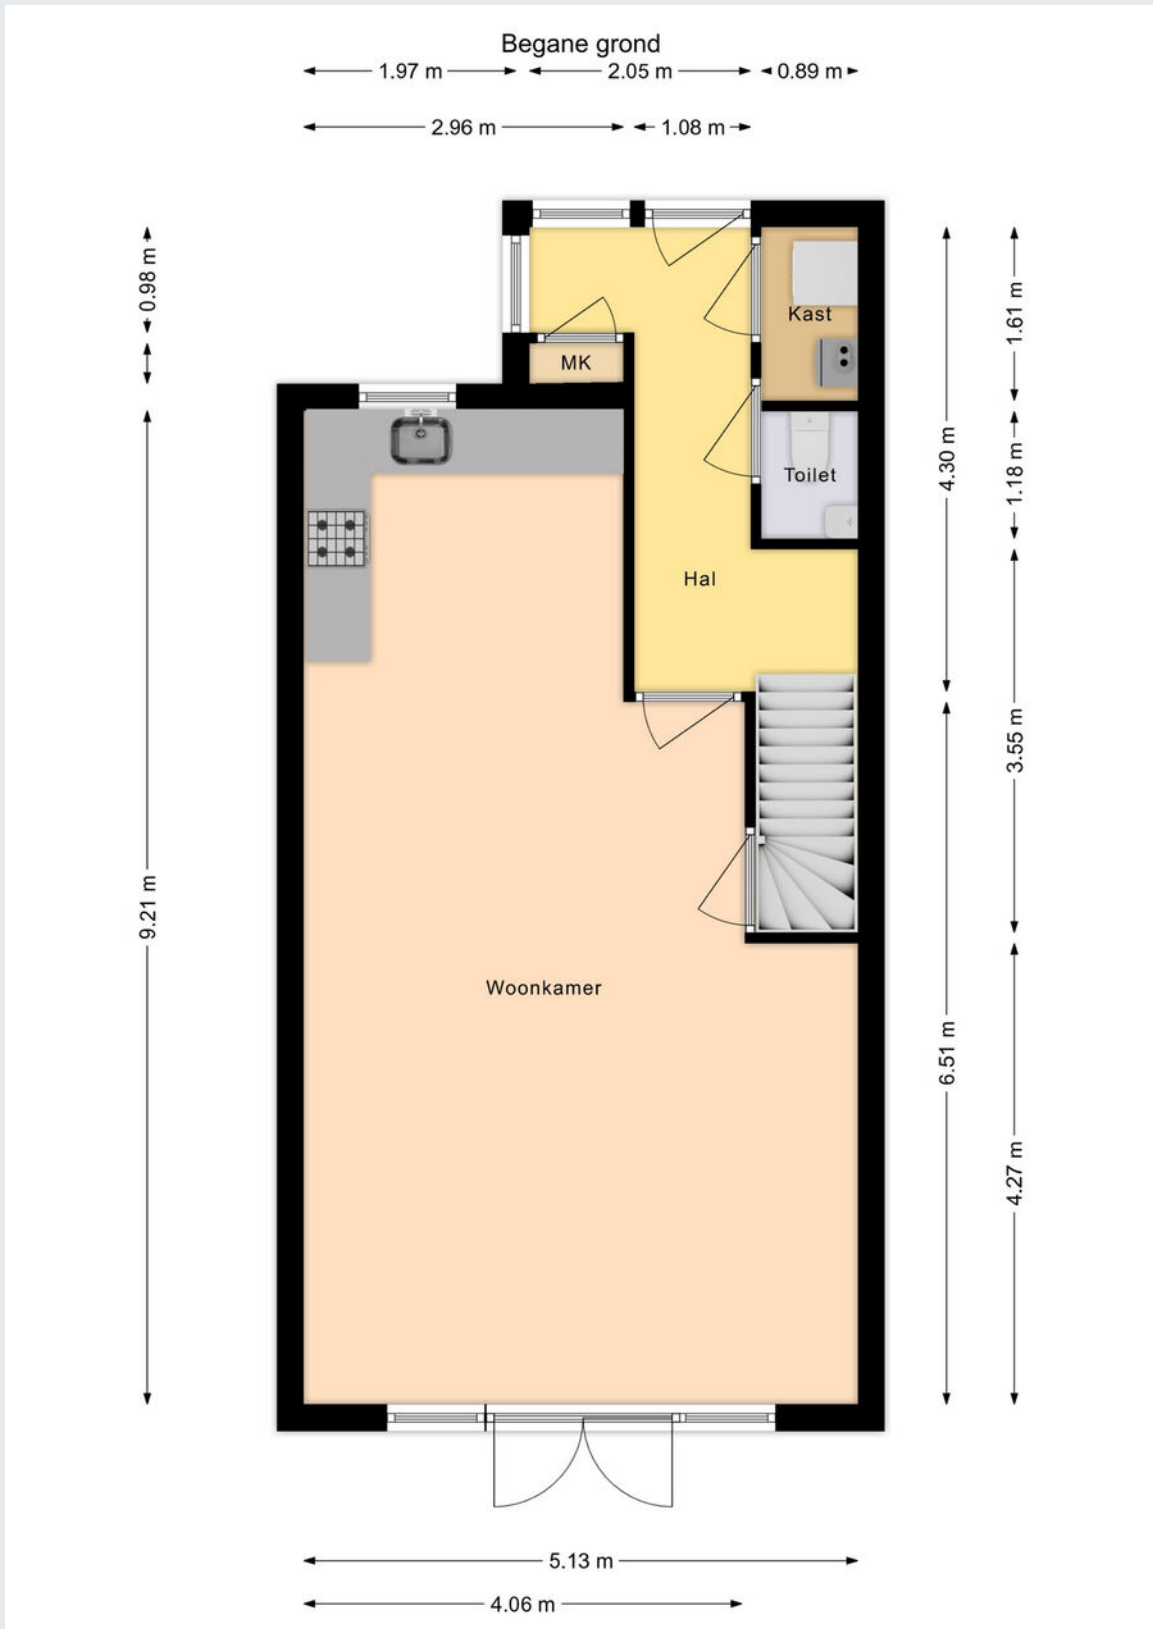 Begane grond
1.97 m
2.05 m
0.89 m
2.96 m
1.08 m
0.98 m
1.61 m
Kast
MK
4.30 m
1.18 m
Toilet
Hal
3.55 m
9.21 m
Woonkamer
6.51 m
4.27 m
5.13 m
4.06 m